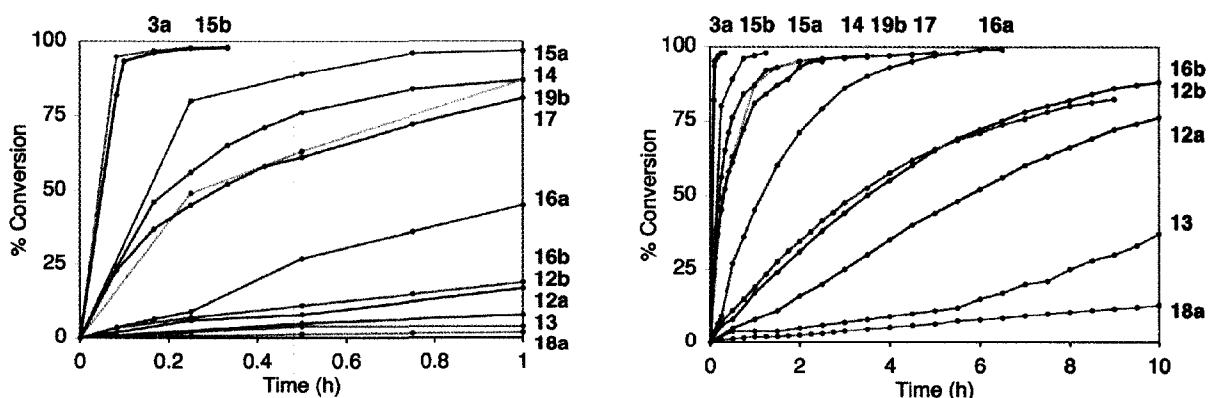 3a 15b
100
75
50
25
0
% Conversion
0 0.2 0.4 0.6 0.8 1
Time (h)
15a
14
19b
17
16a
16b
12b
12a
13
18a
3a 15b 15a 14 19b 17 16a
100
75
50
25
0
% Conversion
0 2 4 6 8 10
Time (h)
16b
12b
12a
13
18a